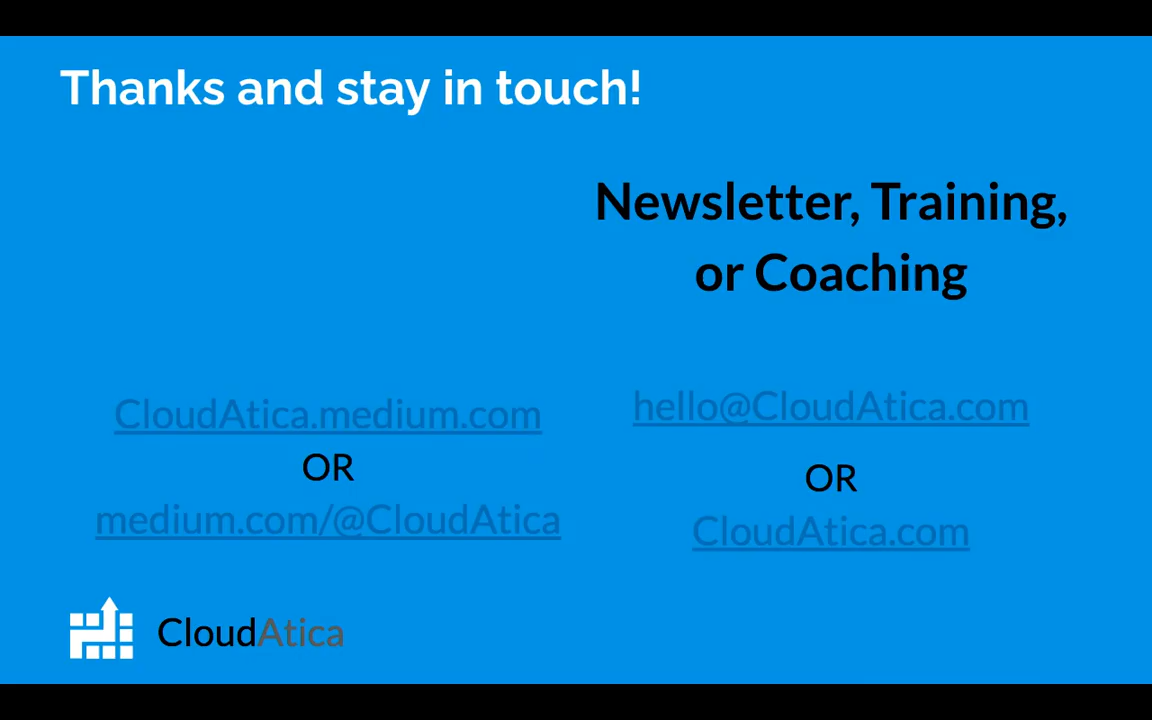 Thanks and stay in touch!
Newsletter, Training,
or Coaching
CloudAtica.medium.com
OR
medium.com/@CloudAtica
hello@CloudAtica.com
OR
CloudAtica.com
CloudAtica